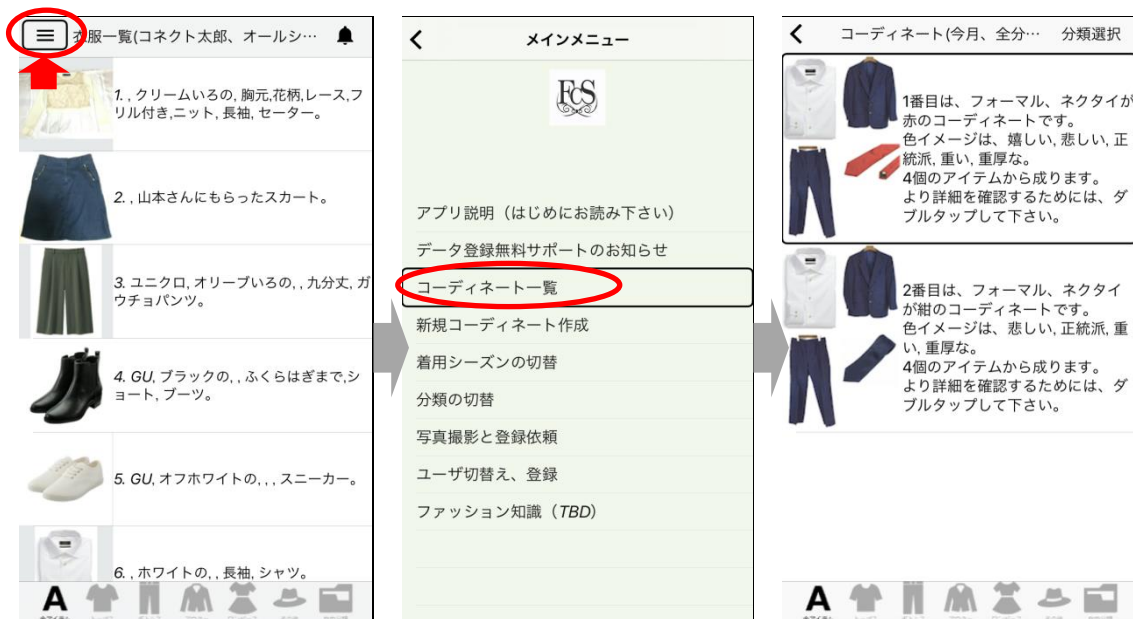 衣服一覧(コネクト太郎、オールシ…
1. , クリームいろの, 胸元,花柄,レース,フ
リル付き,ニット, 長袖, セーター。
2. , 山本さんにもらったスカート。
3. ユニクロ, オリーブいろの, , 九分丈, ガ
ウチョパンツ。
4. GU, ブラックの, , ふくらはぎまで,シ
ョート, ブーツ。
5. GU, オフホワイトの, , , スニーカー。
6. , ホワイトの, , 長袖, シャツ。
A
メインメニュー
FCS
アプリ説明（はじめにお読み下さい）
データ登録無料サポートのお知らせ
コーディネート一覧
新規コーディネート作成
着用シーズンの切替
分類の切替
写真撮影と登録依頼
ユーザ切替え、登録
ファッション知識（TBD）
コーディネート(今月、全分… 分類選択
1番目は、フォーマル、ネクタイが
赤のコーディネートです。
色イメージは、嬉しい, 悲しい, 正
統派, 重い, 重厚な。
4個のアイテムから成ります。
より詳細を確認するためには、ダ
ブルタップして下さい。
2番目は、フォーマル、ネクタイ
が紺のコーディネートです。
色イメージは、悲しい, 正統派, 重
い, 重厚な。
4個のアイテムから成ります。
より詳細を確認するためには、ダ
ブルタップして下さい。
A